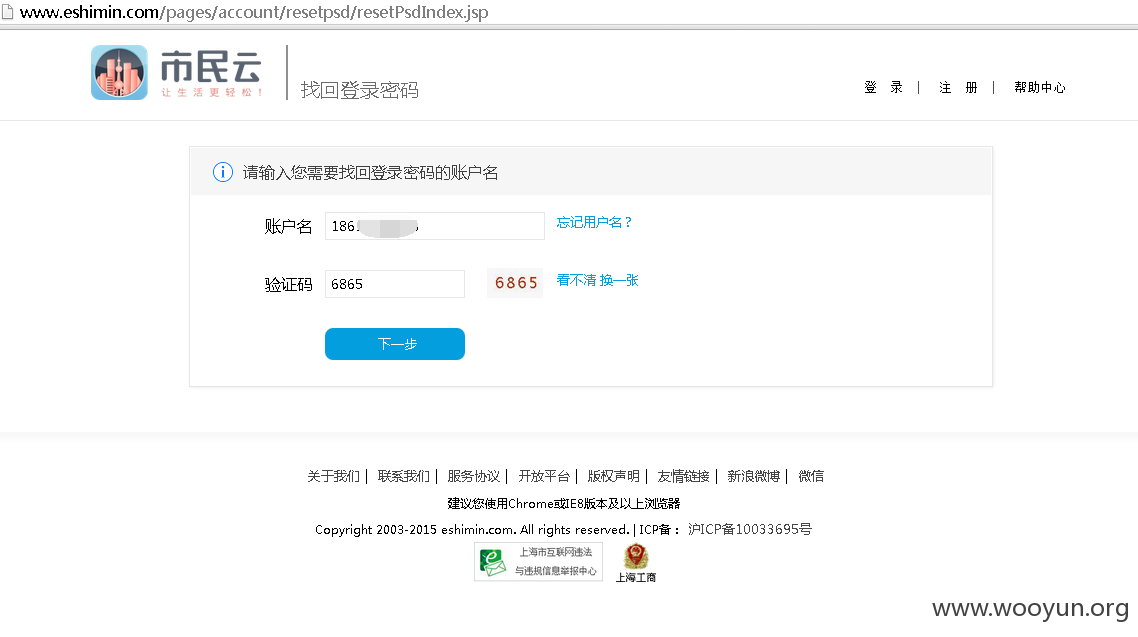 www.eshimin.com/pages/account/resetpsd/resetPsdIndex.jsp
市民云
让生活更轻松！
找回登录密码
登 录 | 注 册 | 帮助中心
请输入您需要找回登录密码的账户名
账户名 186 忘记用户名？
验证码 6865 6865 看不清 换一张
下一步
关于我们 | 联系我们 | 服务协议 | 开放平台 | 版权声明 | 友情链接 | 新浪微博 | 微信
建议您使用Chrome或IE8版本及以上浏览器
Copyright 2003-2015 eshimin.com. All rights reserved. | ICP备： 沪ICP备10033695号
上海市互联网违法
与违规信息举报中心
上海工商
www.wooyun.org